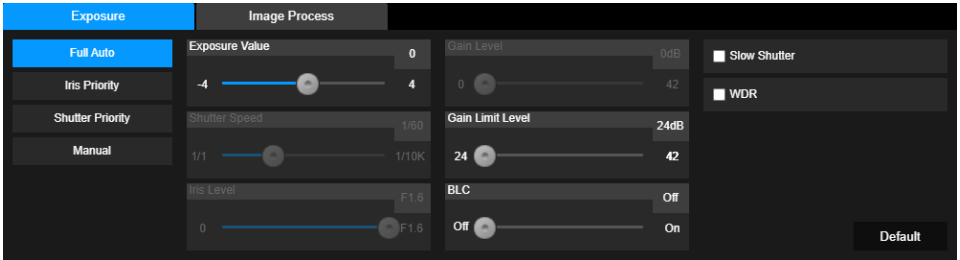 Exposure
Image Process
Full Auto
Iris Priority
Shutter Priority
Manual
Exposure Value
0
-4
4
Shutter Speed
1/60
1/1
1/10K
Iris Level
F1.6
0
F1.6
Gain Level
0dB
0
42
Gain Limit Level
24dB
24
42
BLC
Off
Off
On
Slow Shutter
WDR
Default